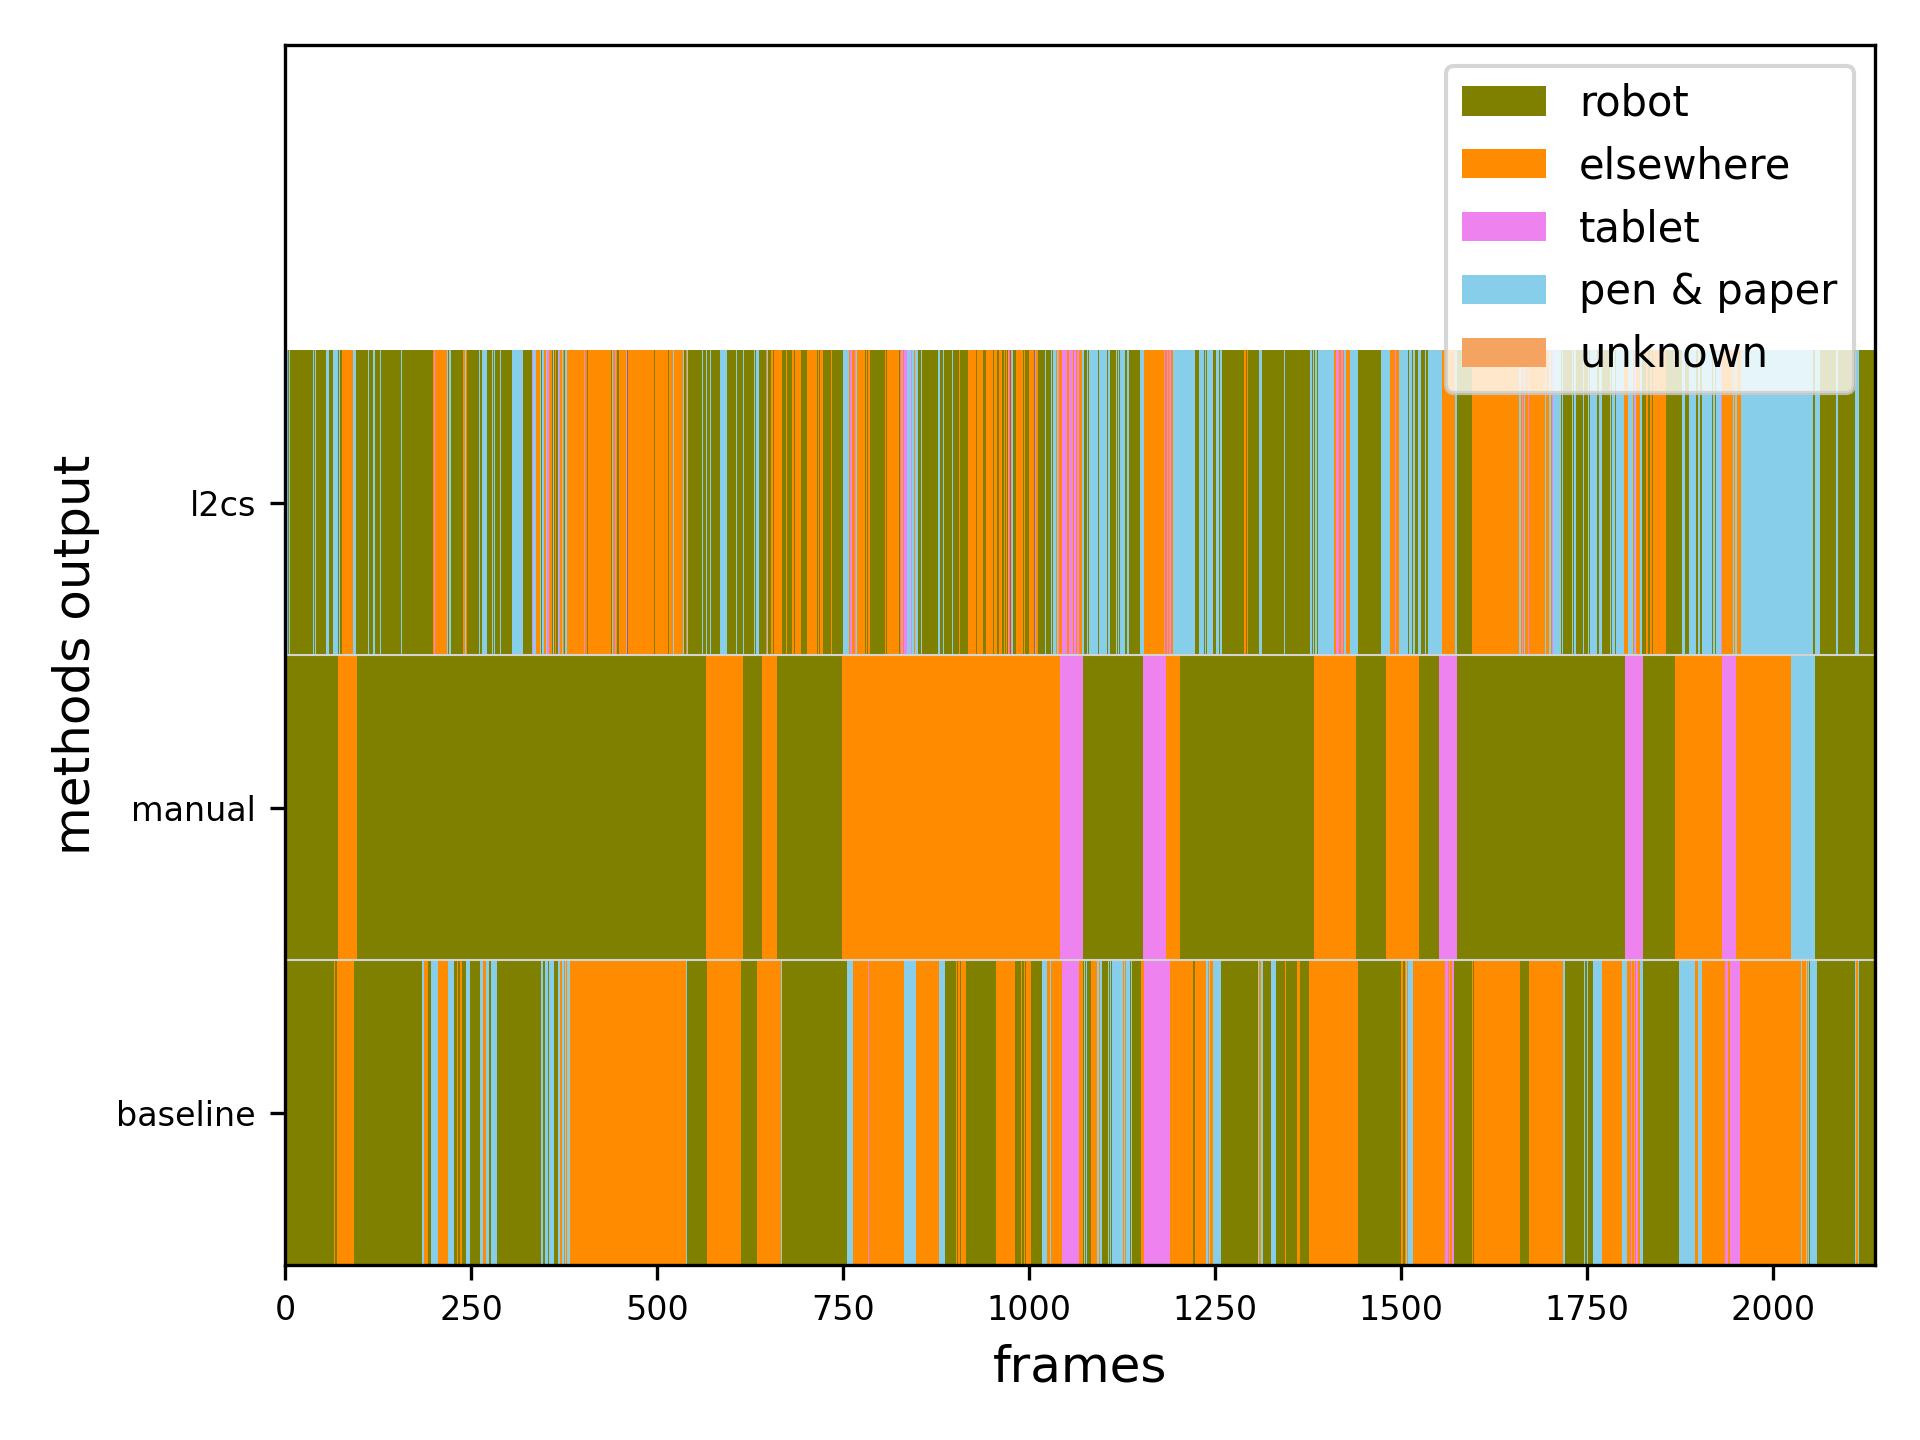 robot
elsewhere
tablet
pen & paper
unknown
methods output
l2cs
manual
baseline
0 250 500 750 1000 1250 1500 1750 2000
frames